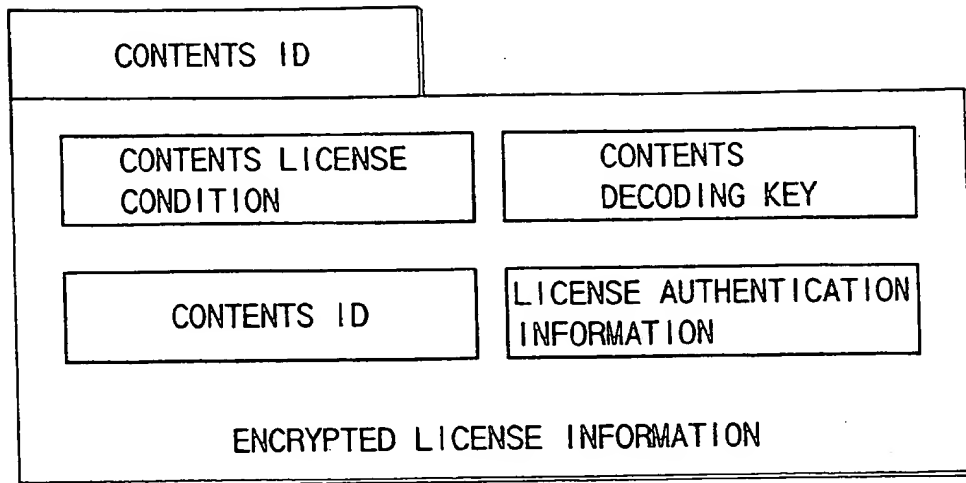 CONTENTS ID
CONTENTS LICENSE
CONDITION
CONTENTS
DECODING KEY
CONTENTS ID
LICENSE AUTHENTICATION
INFORMATION
ENCRYPTED LICENSE INFORMATION